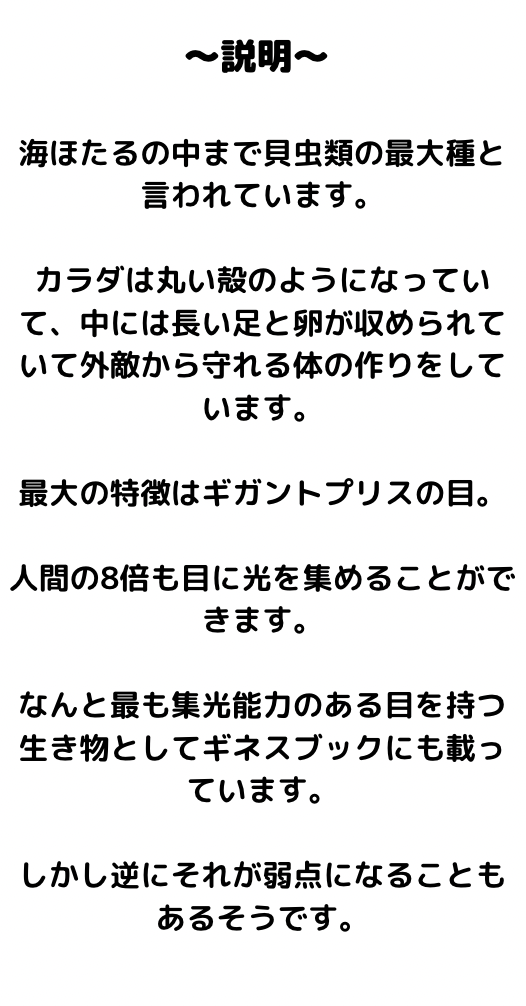 〜説明〜
海ほたるの中まで貝虫類の最大種と
言われています。
カラダは丸い殻のようになってい
て、中には長い足と卵が収められて
いて外敵から守れる体の作りをして
います。
最大の特徴はギガントプリスの目。
人間の8倍も目に光を集めることがで
きます。
なんと最も集光能力のある目を持つ
生き物としてギネスブックにも載っ
ています。
しかし逆にそれが弱点になることも
あるそうです。